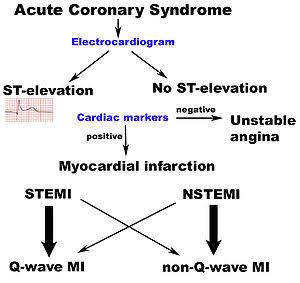 Acute Coronary Syndrome
Electrocardiogram
ST-elevation
No ST-elevation
Cardiac markers
negative
Unstable
angina
positive
Myocardial infarction
STEMI
NSTEMI
Q-wave MI
non-Q-wave MI